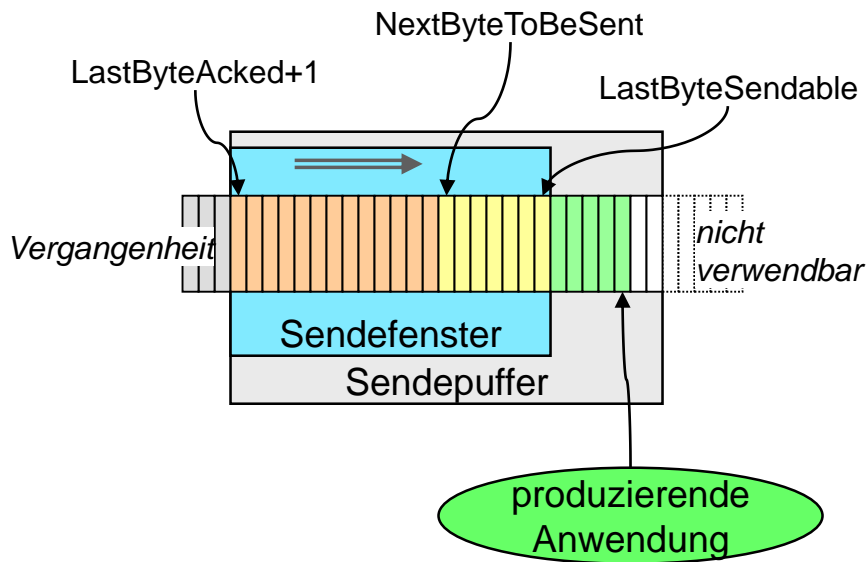 NextByteToBeSent
LastByteAcked+1
LastByteSendable
Vergangenheit
nicht
verwendbar
Sendefenster
Sendepuffer
produzierende
Anwendung